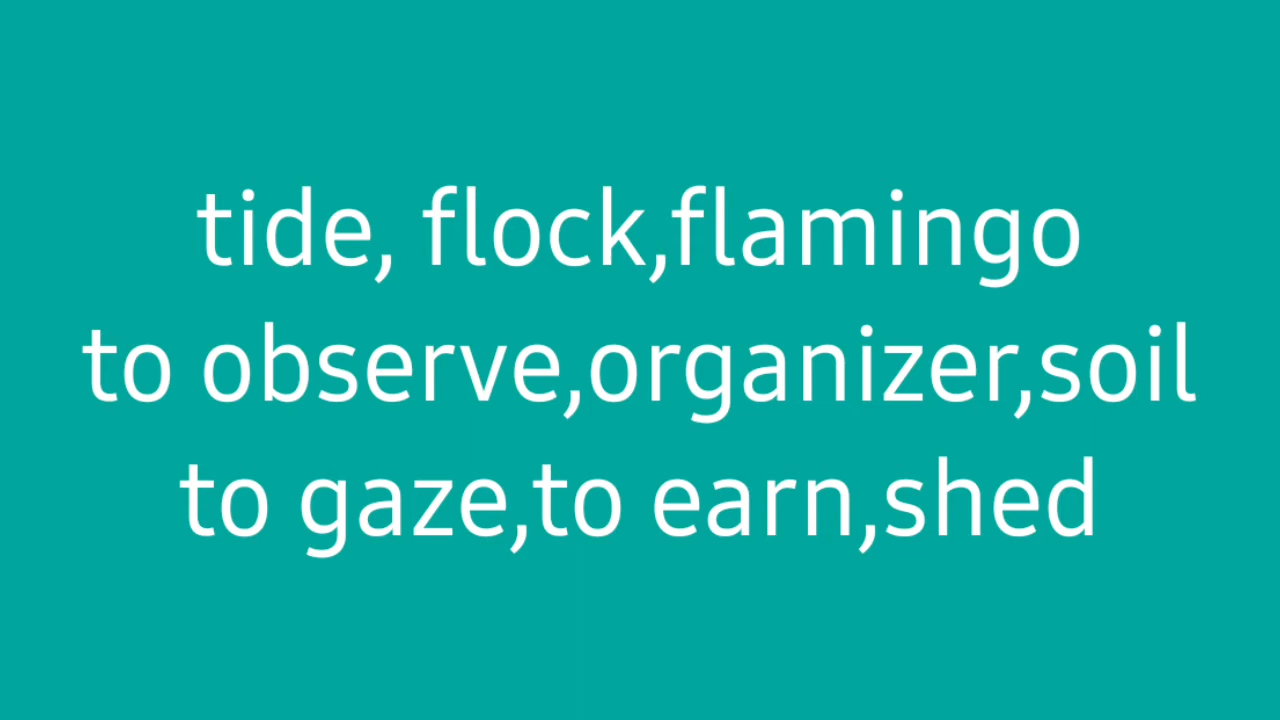 tide, flock,flamingo
to observe,organizer,soil
to gaze,to earn,shed